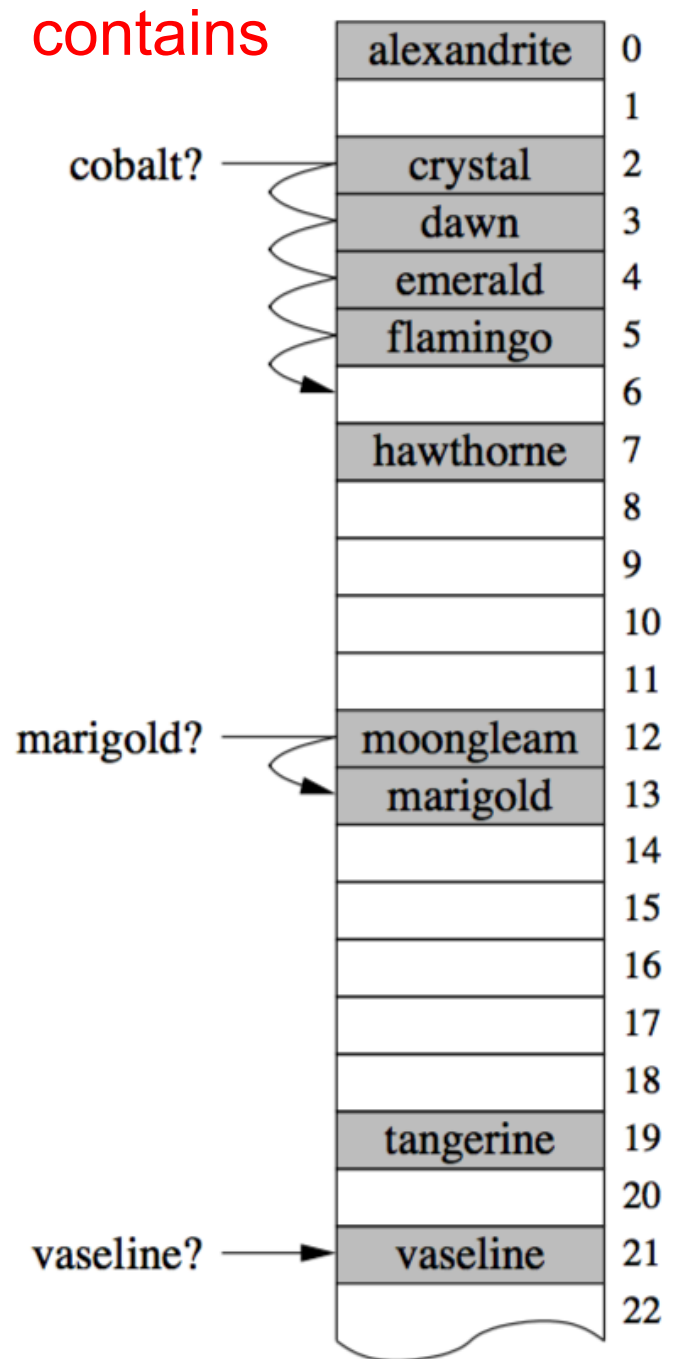 contains
alexandrite 0
1
cobalt? crystal 2
dawn 3
emerald 4
flamingo 5
6
hawthorne 7
8
9
10
11
marigold? moongleam 12
marigold 13
14
15
16
17
18
tangerine 19
20
vaseline? vaseline 21
22